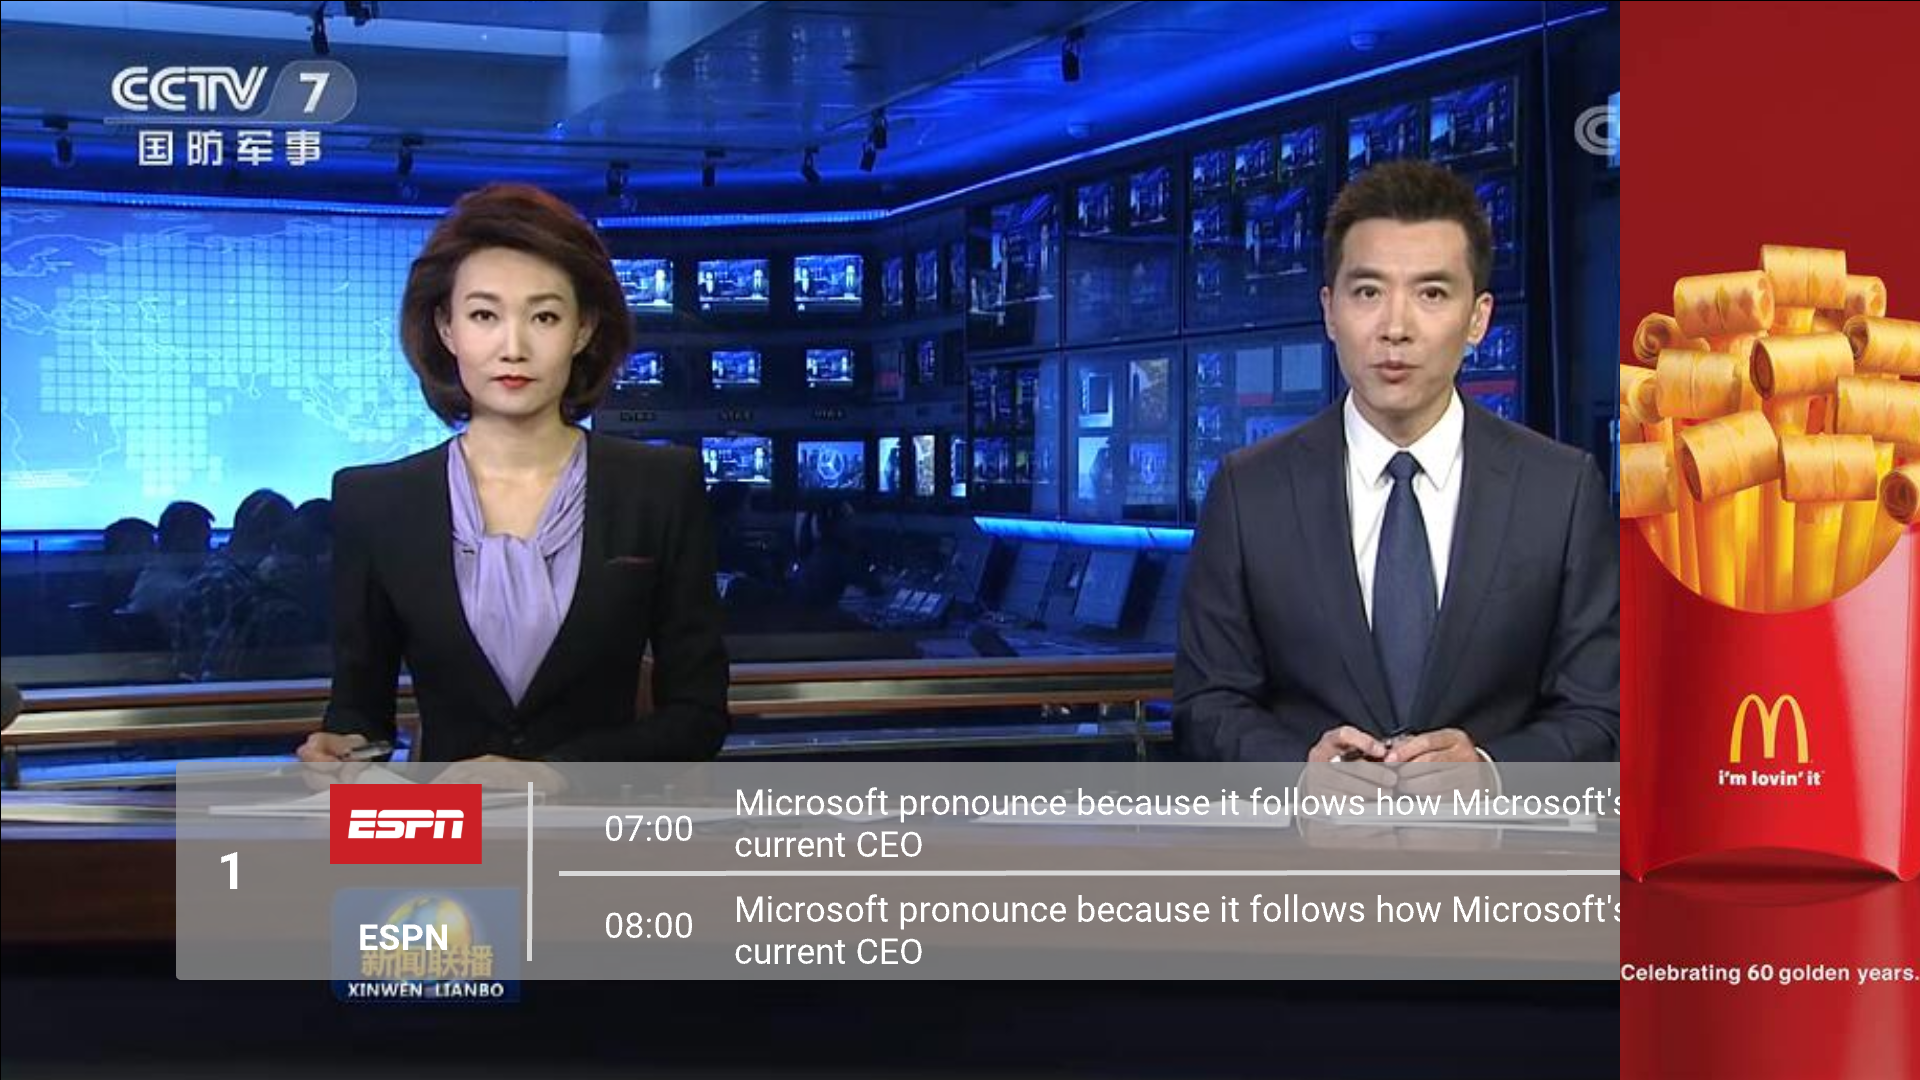 CCTV 7
国防军事
C
1
ESPN
ESPN
07:00
Microsoft pronounce because it follows how Microsoft's
current CEO
08:00
Microsoft pronounce because it follows how Microsoft's
current CEO
新闻联播
XINWEN LIANBO
i'm lovin' it
Celebrating 60 golden years.